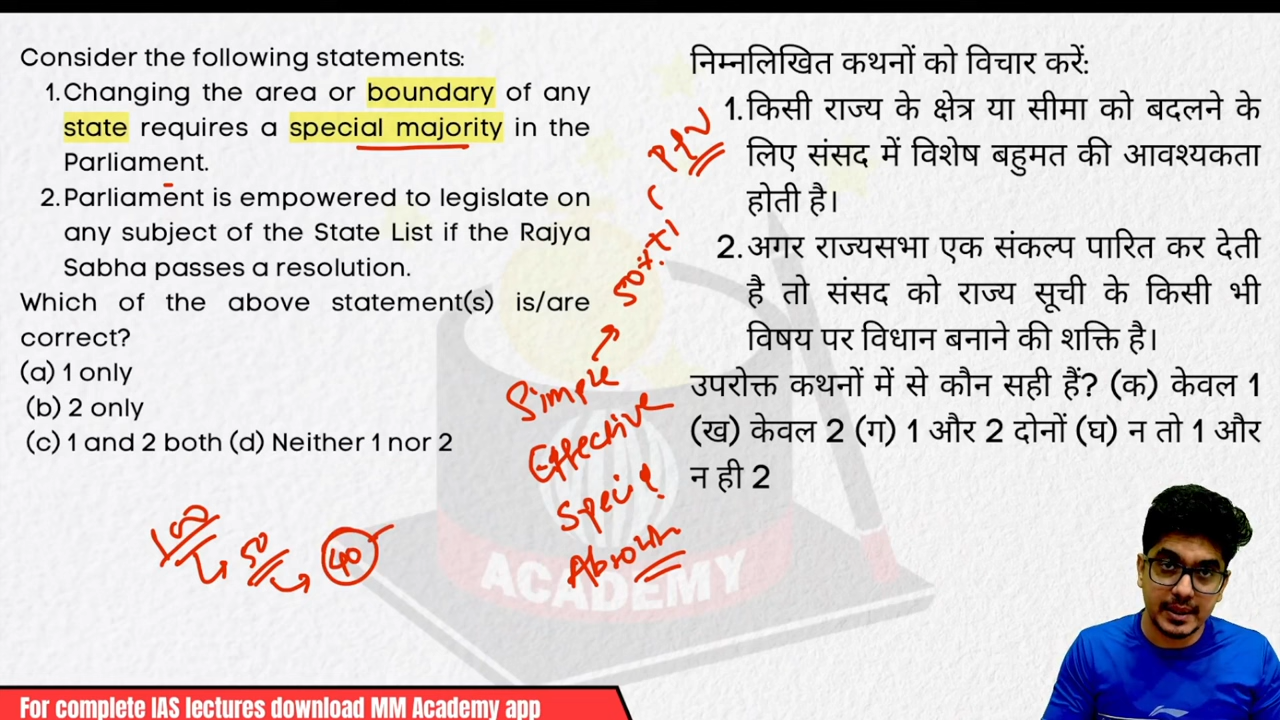 Consider the following statements:
1. Changing the area or boundary of any
state requires a special majority in the
Parliament.
2. Parliament is empowered to legislate on
any subject of the State List if the Rajya
Sabha passes a resolution.
Which of the above statement(s) is/are
correct?
(a) 1 only
(b) 2 only
(c) 1 and 2 both (d) Neither 1 nor 2
निम्नलिखित कथनों को विचार करें:
1. किसी राज्य के क्षेत्र या सीमा को बदलने के
लिए संसद में विशेष बहुमत की आवश्यकता
होती है।
2. अगर राज्यसभा एक संकल्प पारित कर देती
है तो संसद को राज्य सूची के किसी भी
विषय पर विधान बनाने की शक्ति है।
उपरोक्त कथनों में से कौन सही हैं? (क) केवल 1
(ख) केवल 2 (ग) 1 और 2 दोनों (घ) न तो 1 और
न ही 2
Simple → 50%+1 (P&V
Effective
100 50 40
ACADEMY
For complete IAS lectures download MM Academy app